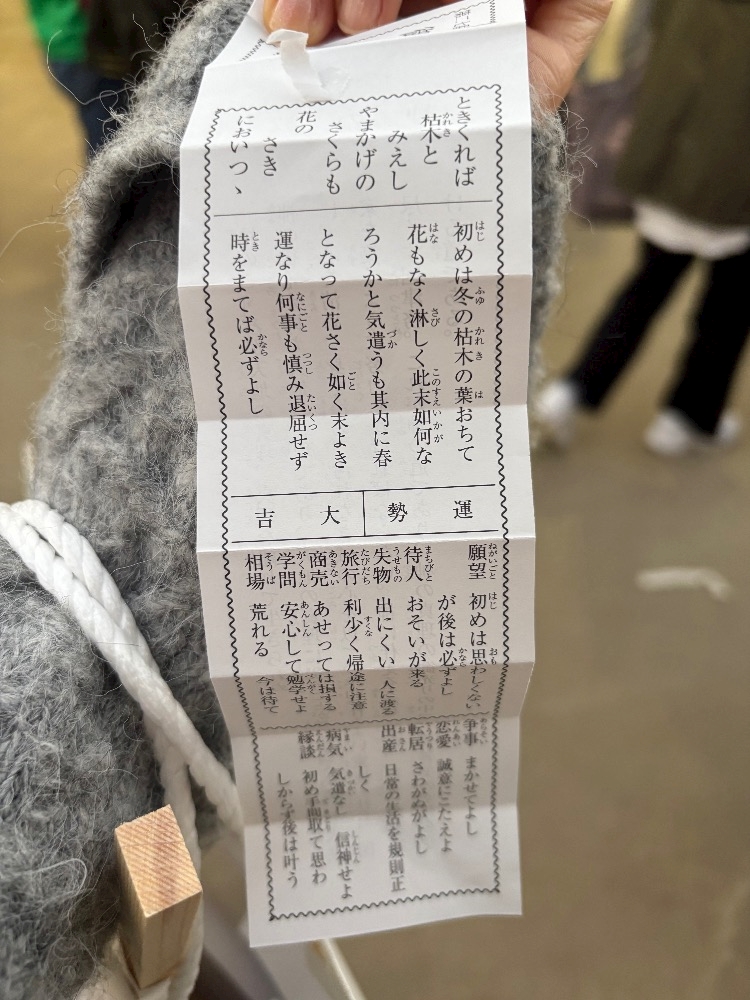 ときくれば
枯木と
みえし
やまかげの
さくらも
花の
さき
においつゝ
初めは冬の枯木の葉おちて
花もなく淋しく此末如何な
ろうかと気遣うも其内に春
となって花さく如く末よき
運なり何事も慎み退屈せず
時をまてば必ずよし
運勢 大吉
願望 初めは思わしくない
が後は必ずよし
待人 おそいが来る
失物 出にくい 人に渡る
旅行 利少く帰途に注意
商売 あせっては損する
学問 安心して勉学せよ
相場 荒れる 今は待て
争事 まかせてよし
恋愛 誠意にこたえよ
転居 さわがぬがよし
出産 日常の生活を規則正
しく
病気 気遣なし 信神せよ
縁談 初め手間取て思わ
しからず後は叶う